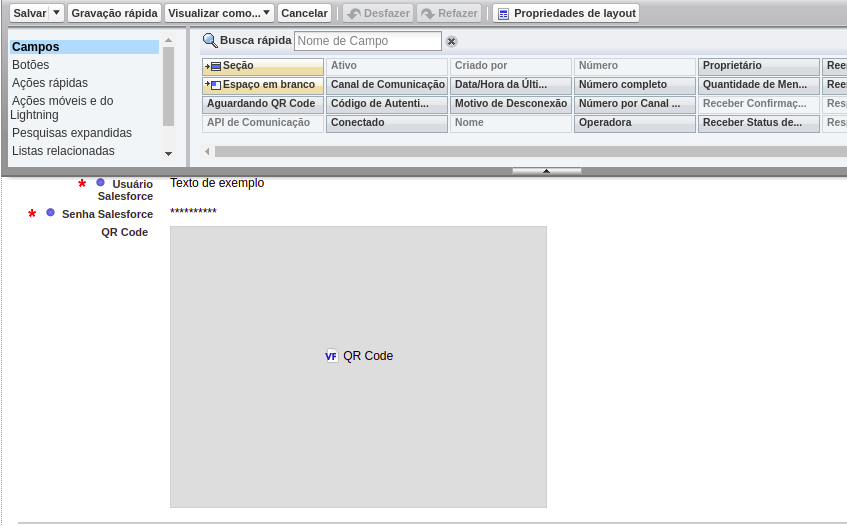 Salvar Gravação rápida Visualizar como... Cancelar Desfazer Refazer Propriedades de layout
Campos
Botões
Ações rápidas
Ações móveis e do
Lightning
Pesquisas expandidas
Listas relacionadas
Busca rápida Nome de Campo
Seção Ativo Criado por Número Proprietário
Espaço em branco Canal de Comunicação Data/Hora da Últi... Número completo Quantidade de Men...
Aguardando QR Code Código de Autenti... Motivo de Desconexão Número por Canal ... Receber Confirmaç...
API de Comunicação Conectado Nome Operadora Receber Status de...
* Usuário Texto de exemplo
Salesforce
* Senha Salesforce **********
QR Code
VF QR Code